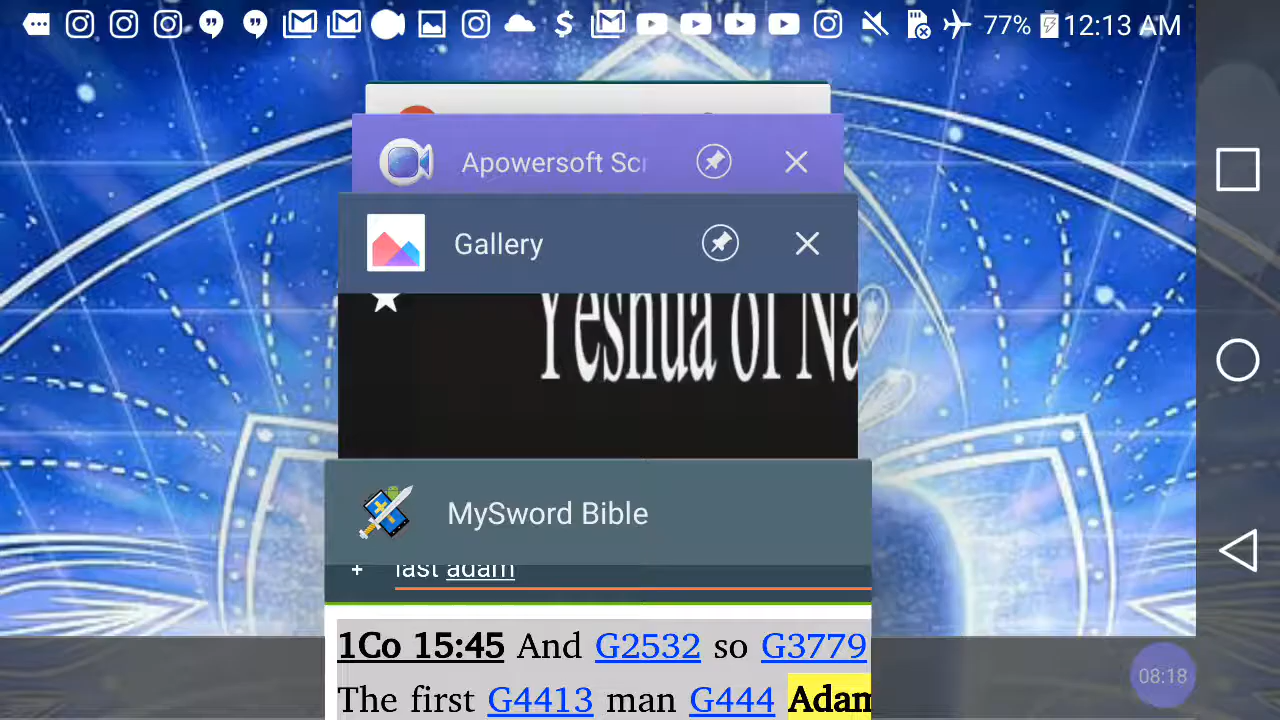 77% 12:13 AM
Apowersoft Scr
Gallery
Yeshua of Na
MySword Bible
+ last adam
1Co 15:45 And G2532 so G3779
The first G4413 man G444 Adam
08:18